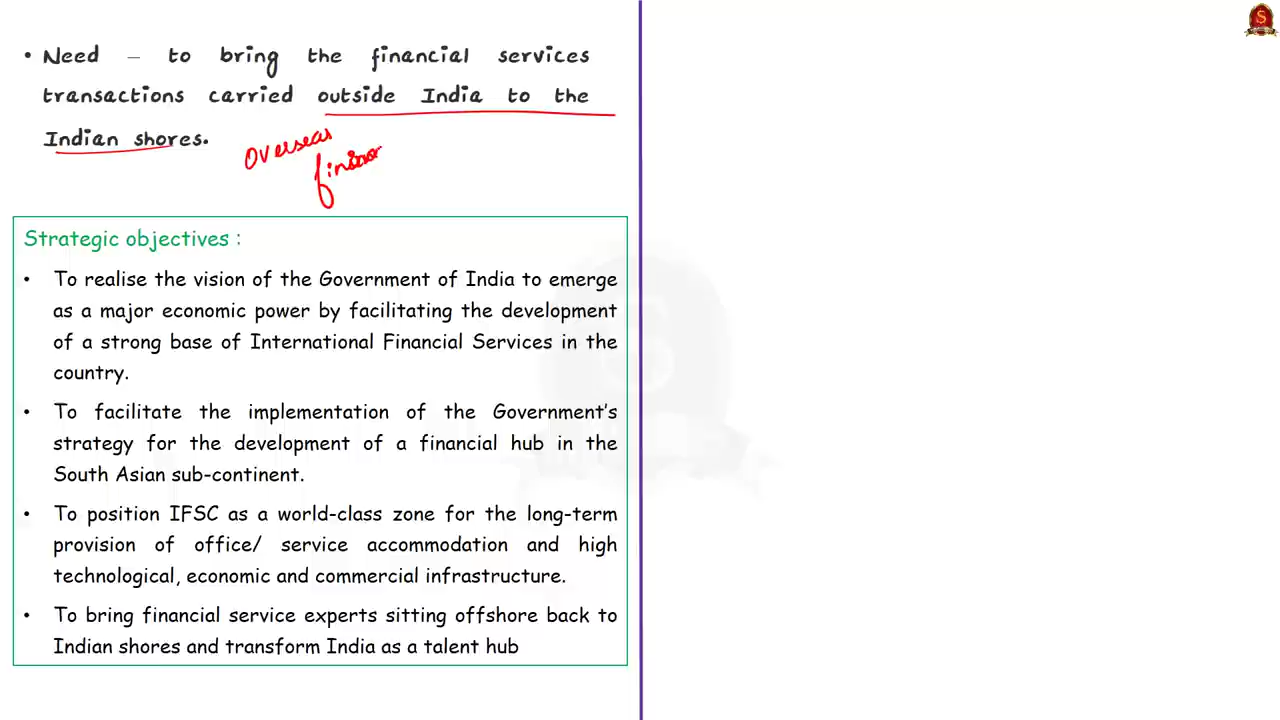 • Need – to bring the financial services
transactions carried outside India to the
Indian shores.
Overseas
Strategic objectives :
• To realise the vision of the Government of India to emerge
as a major economic power by facilitating the development
of a strong base of International Financial Services in the
country.
• To facilitate the implementation of the Government's
strategy for the development of a financial hub in the
South Asian sub-continent.
• To position IFSC as a world-class zone for the long-term
provision of office/ service accommodation and high
technological, economic and commercial infrastructure.
• To bring financial service experts sitting offshore back to
Indian shores and transform India as a talent hub